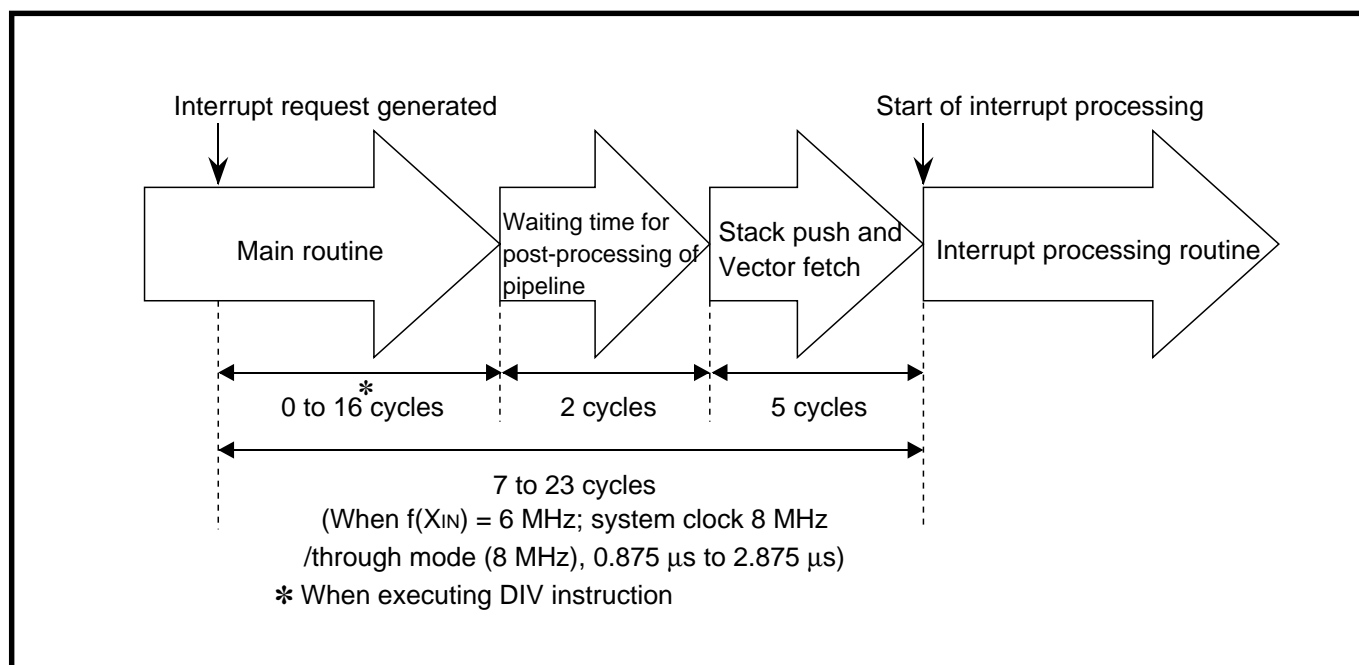 Interrupt request generated
Start of interrupt processing
Main routine
Waiting time for
post-processing of
pipeline
Stack push and
Vector fetch
Interrupt processing routine
0 to 16✽ cycles
2 cycles
5 cycles
7 to 23 cycles
(When f(XIN) = 6 MHz; system clock 8 MHz
/through mode (8 MHz), 0.875 μs to 2.875 μs)
✽ When executing DIV instruction